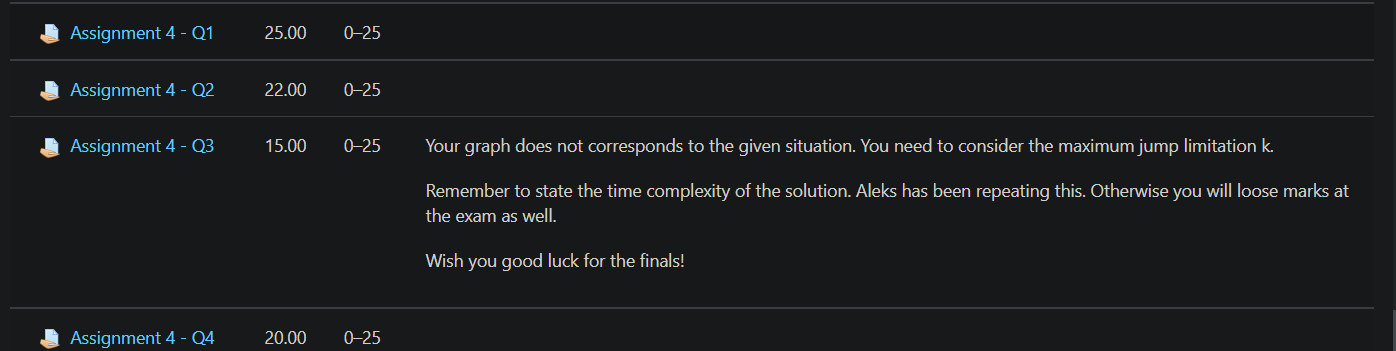 Assignment 4 - Q1 25.00 0–25
Assignment 4 - Q2 22.00 0–25
Assignment 4 - Q3 15.00 0–25 Your graph does not corresponds to the given situation. You need to consider the maximum jump limitation k.
Remember to state the time complexity of the solution. Aleks has been repeating this. Otherwise you will loose marks at
the exam as well.
Wish you good luck for the finals!
Assignment 4 - Q4 20.00 0–25